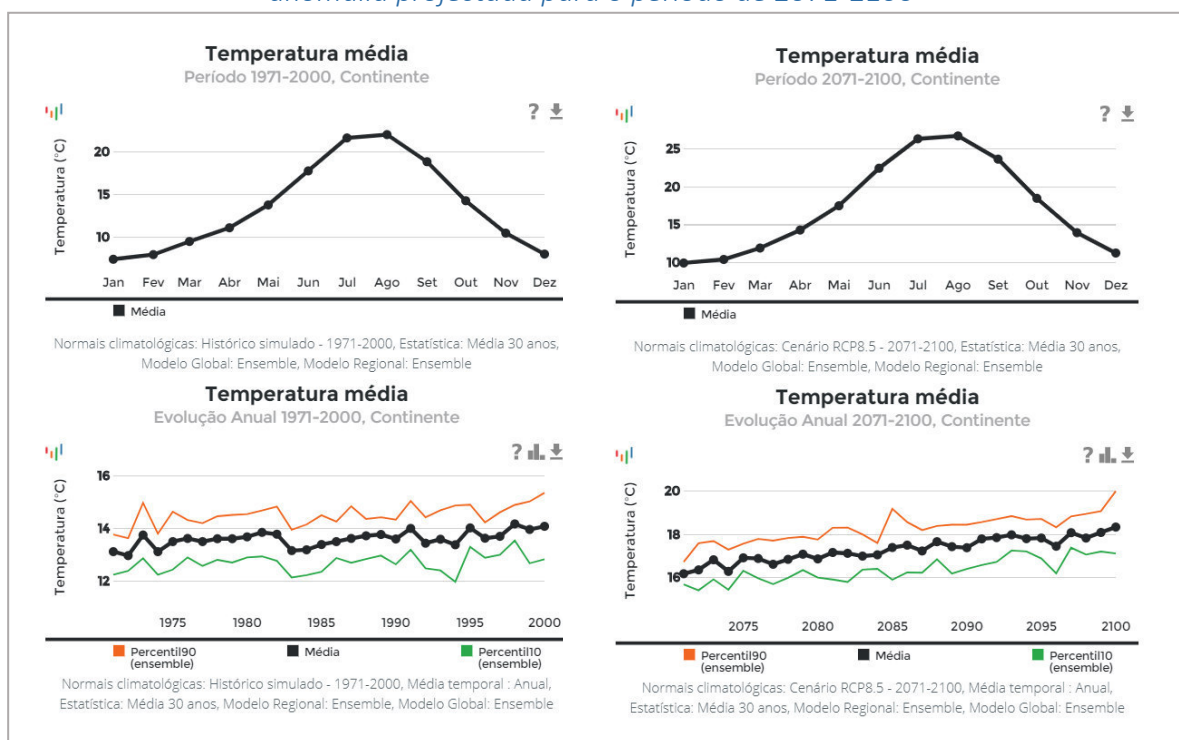 anomalia projectada para o período de 2071-2100
Temperatura média
Período 1971-2000, Continente
?
Temperatura (°C)
20
15
10
Jan Fev Mar Abr Mai Jun Jul Ago Set Out Nov Dez
Média
Normais climatológicas: Histórico simulado - 1971-2000, Estatística: Média 30 anos,
Modelo Global: Ensemble, Modelo Regional: Ensemble
Temperatura média
Período 2071-2100, Continente
?
Temperatura (°C)
25
20
15
10
Jan Fev Mar Abr Mai Jun Jul Ago Set Out Nov Dez
Média
Normais climatológicas: Cenário RCP8.5 - 2071-2100, Estatística: Média 30 anos,
Modelo Global: Ensemble, Modelo Regional: Ensemble
Temperatura média
Evolução Anual 1971-2000, Continente
?
Temperatura (°C)
16
14
12
1975 1980 1985 1990 1995 2000
Percentil90 Média Percentil10
(ensemble) (ensemble)
Normais climatológicas: Histórico simulado - 1971-2000, Média temporal : Anual,
Estatística: Média 30 anos, Modelo Regional: Ensemble, Modelo Global: Ensemble
Temperatura média
Evolução Anual 2071-2100, Continente
?
Temperatura (°C)
20
18
16
2075 2080 2085 2090 2095 2100
Percentil90 Média Percentil10
(ensemble) (ensemble)
Normais climatológicas: Cenário RCP8.5 - 2071-2100, Média temporal : Anual,
Estatística: Média 30 anos, Modelo Regional: Ensemble, Modelo Global: Ensemble